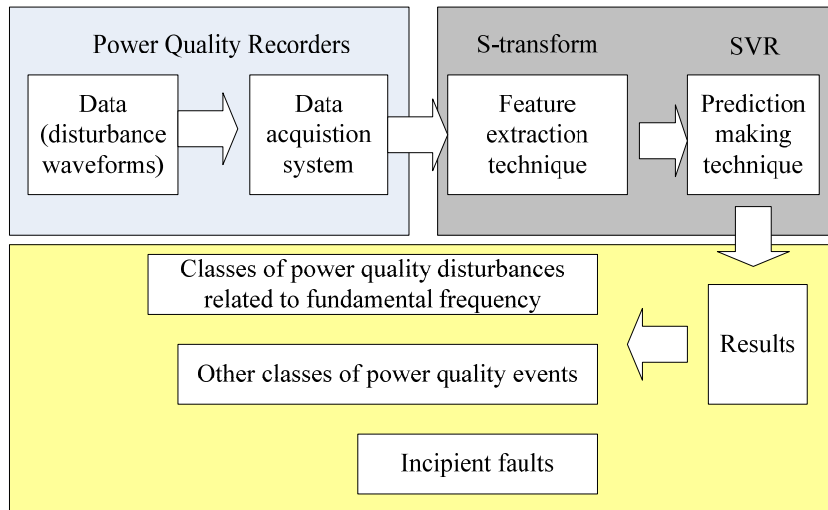 Power Quality Recorders
Data
(disturbance
waveforms)
Data
acquistion
system
S-transform
SVR
Feature
extraction
technique
Prediction
making
technique
Classes of power quality disturbances
related to fundamental frequency
Other classes of power quality events
Incipient faults
Results